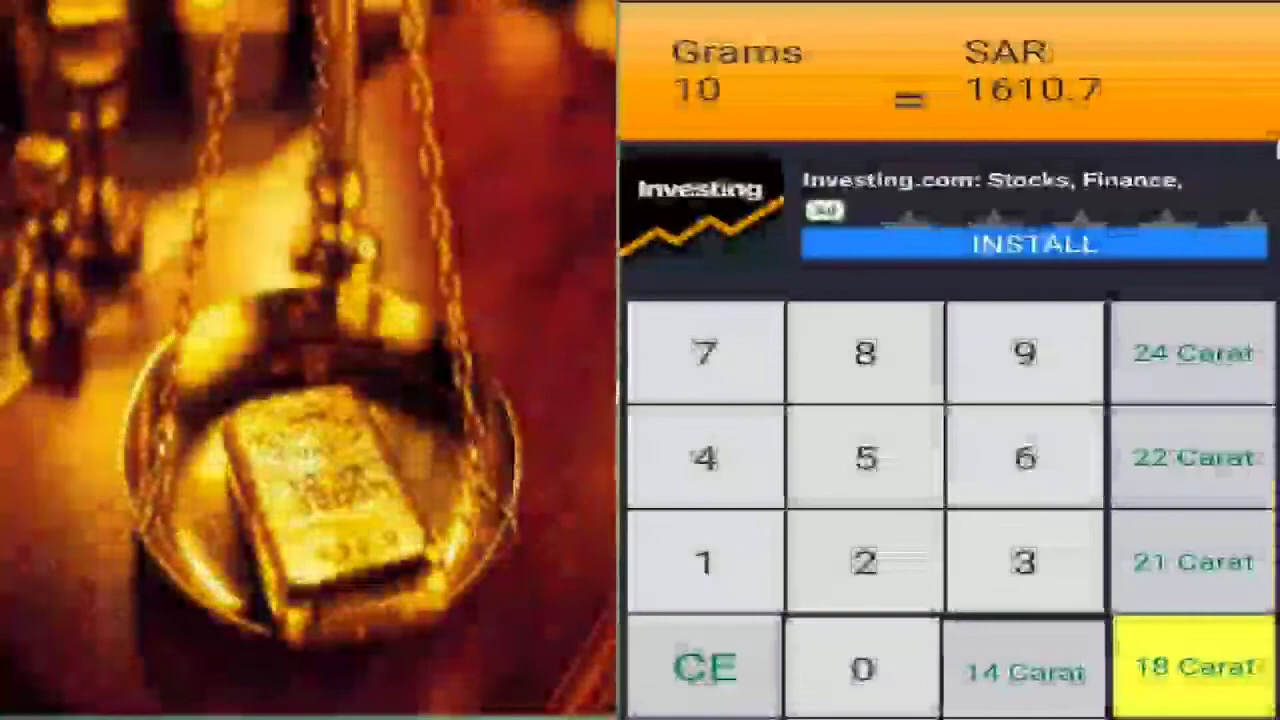 Grams SAR
10 = 1610.7
Investing
Investing.com: Stocks, Finance,
Ad
INSTALL
7 8 9 24 Carat
4 5 6 22 Carat
1 2 3 21 Carat
CE 0 14 Carat 18 Carat